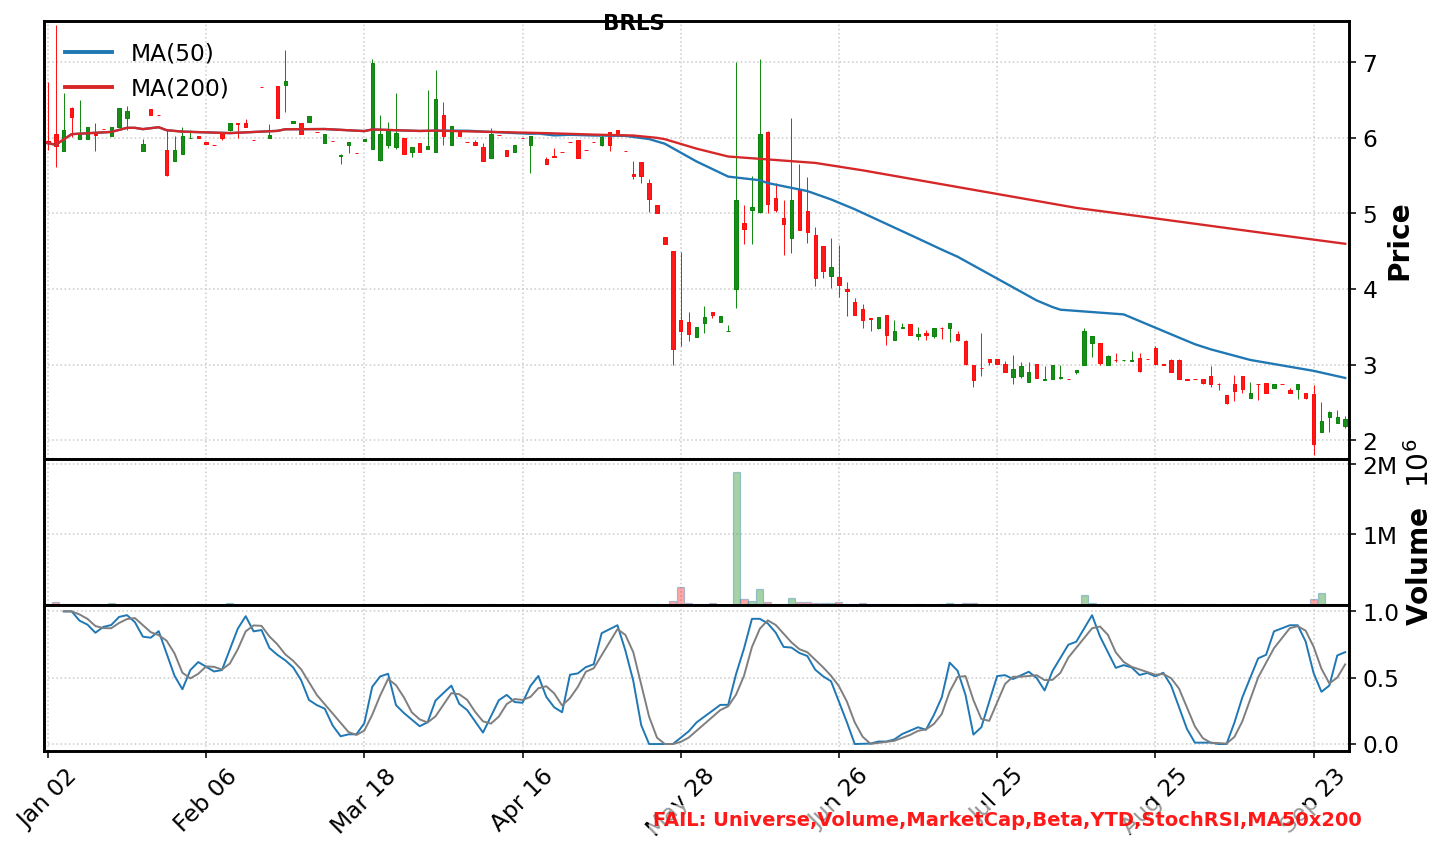 BRLS
MA(50)
MA(200)
7
6
5
4
3
2
Price
2M
1M
Volume 10^6
1.0
0.5
0.0
Jan 02
Feb 06
Mar 18
Apr 16
May 28
Jun 26
Jul 25
Aug 25
Sep 23
FAIL: Universe,Volume,MarketCap,Beta,YTD,StochRSI,MA50x200